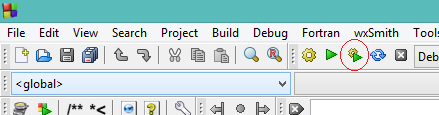 File Edit View Search Project Build Debug Fortran wxSmith Tools
Deb
<global>
/** *<